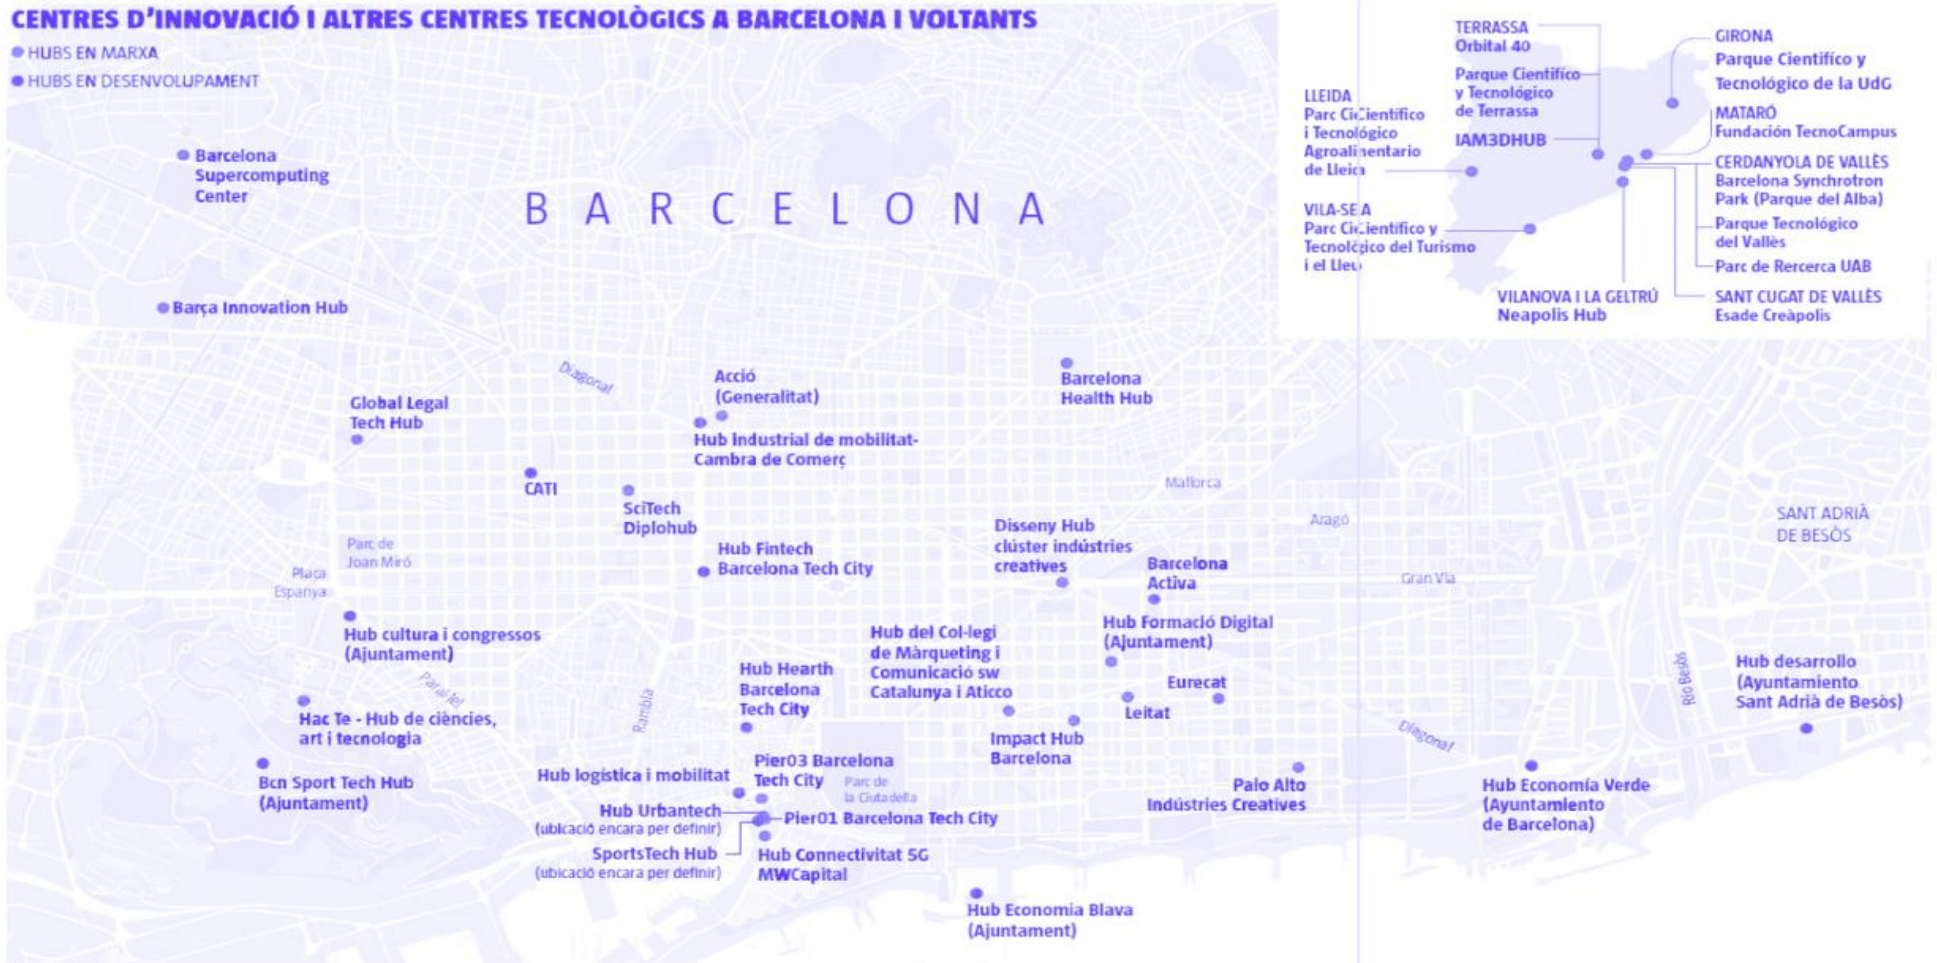 CENTRES D'INNOVACIÓ I ALTRES CENTRES TECNOLÒGICS A BARCELONA I VOLTANTS
HUBS EN MARXA
HUBS EN DESENVOLUPAMENT
TERRASSA
Orbital 40
Parque Científico
y Tecnológico
de Terrassa
IAM3DHUB
LLEIDA
Parc CiCientífico
i Tecnológico
Agroalimentario
de Lleida
VILA-SECA
Parc CiCientífico y
Tecnològico del Turisme
i el Lleu
GIRONA
Parque Científico y
Tecnológico de la UdG
MATARÓ
Fundación TecnoCampus
CERDANYOLA DE VALLÈS
Barcelona Synchrotron
Park (Parque del Alba)
Parque Tecnológico
del Vallès
Parc de Rercerca UAB
SANT CUGAT DE VALLÈS
Esade Creàpolis
VILANOVA I LA GELTRÚ
Neapolis Hub
BARCELONA
Barcelona
Supercomputing
Center
Barça Innovation Hub
Diagonal
Global Legal
Tech Hub
Acció
(Generalitat)
Hub industrial de mobilitat-
Cambra de Comerç
Barcelona
Health Hub
CATI
SciTech
Diplohub
Mallorca
Aragó
SANT ADRIÀ
DE BESÒS
Parc de
Joan Miró
Plaça
Espanya
Hub Fintech
Barcelona Tech City
Disseny Hub
clúster indústries
creatives
Barcelona
Activa
Gran Via
Hub cultura i congressos
(Ajuntament)
Hub del Col·legi
de Màrqueting i
Comunicació sw
Catalunya i Aticco
Hub Formació Digital
(Ajuntament)
Hub Hearth
Barcelona
Tech City
Paral·lel
Rambla
Eurecat
Leitat
Río Besòs
Hub desarrollo
(Ayuntamiento
Sant Adrià de Besòs)
Hac Te - Hub de ciències,
art i tecnologia
Impact Hub
Barcelona
Diagonal
Bcn Sport Tech Hub
(Ajuntament)
Hub logística i mobilitat
Pier03 Barcelona
Tech City
Parc de
la Ciutadella
Palo Alto
Indústries Creatives
Hub Economía Verde
(Ayuntamiento
de Barcelona)
Hub Urbantech
(ubicació encara per definir)
Pier01 Barcelona Tech City
SportsTech Hub
(ubicació encara per definir)
Hub Connectivitat 5G
MWCapital
Hub Economia Blava
(Ajuntament)